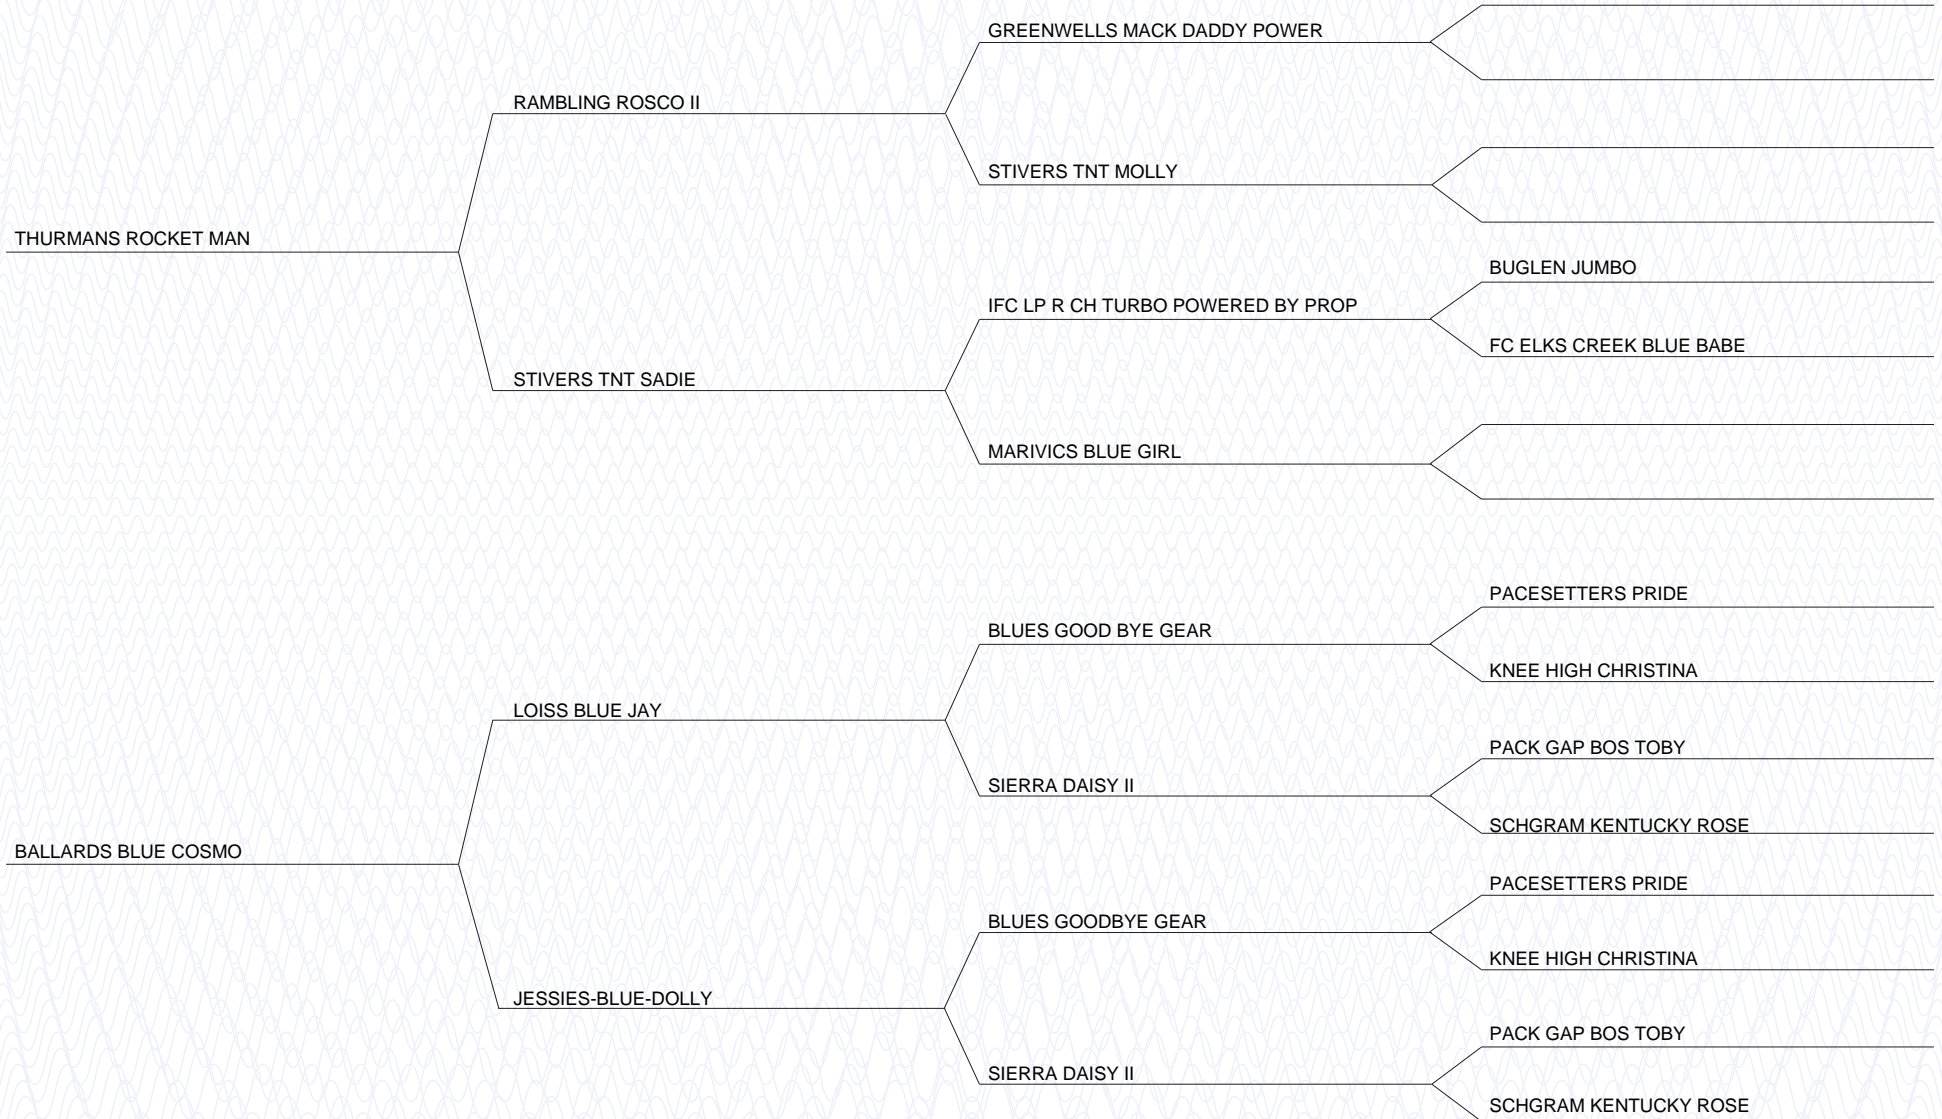 GREENWELLS MACK DADDY POWER
RAMBLING ROSCO II
STIVERS TNT MOLLY
THURMANS ROCKET MAN
BUGLEN JUMBO
IFC LP R CH TURBO POWERED BY PROP
FC ELKS CREEK BLUE BABE
STIVERS TNT SADIE
MARIVICS BLUE GIRL
PACESETTERS PRIDE
BLUES GOOD BYE GEAR
KNEE HIGH CHRISTINA
LOISS BLUE JAY
PACK GAP BOS TOBY
SIERRA DAISY II
SCHGRAM KENTUCKY ROSE
BALLARDS BLUE COSMO
PACESETTERS PRIDE
BLUES GOODBYE GEAR
KNEE HIGH CHRISTINA
JESSIES-BLUE-DOLLY
PACK GAP BOS TOBY
SIERRA DAISY II
SCHGRAM KENTUCKY ROSE